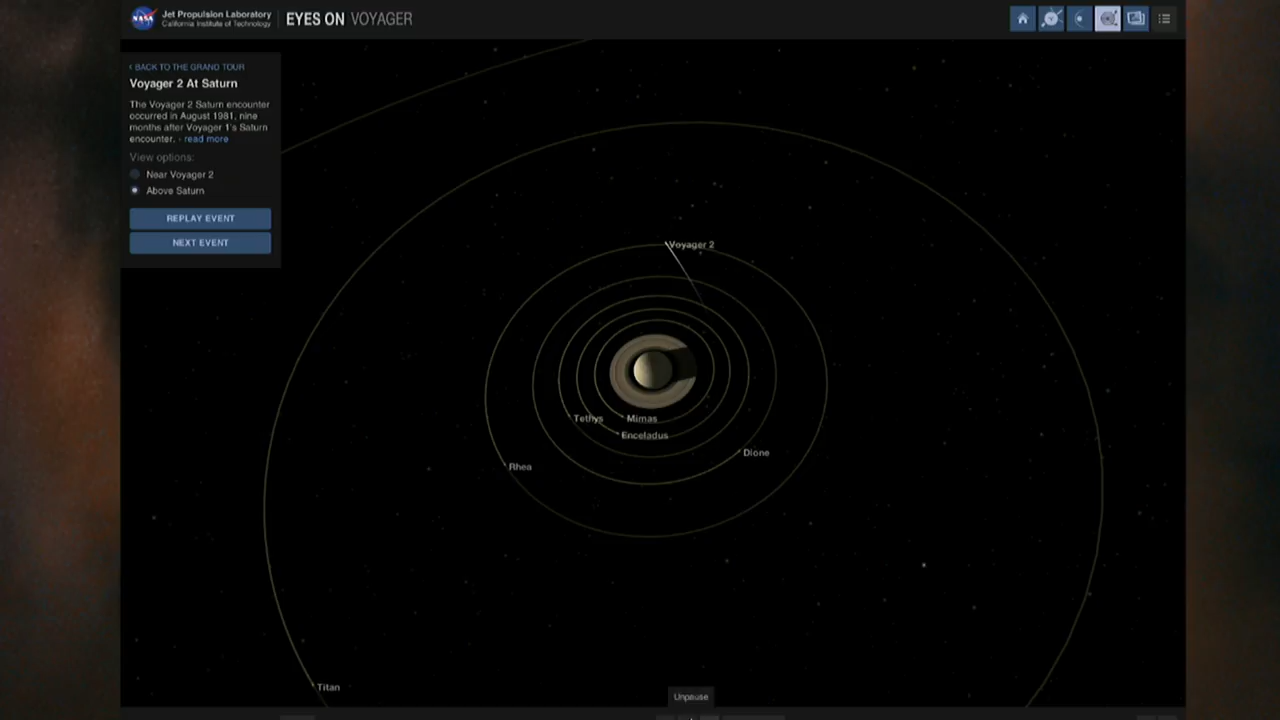 NASA
Jet Propulsion Laboratory
California Institute of Technology
EYES ON VOYAGER
‹ BACK TO THE GRAND TOUR
Voyager 2 At Saturn
The Voyager 2 Saturn encounter
occurred in August 1981, nine
months after Voyager 1's Saturn
encounter. › read more
View options:
Near Voyager 2
Above Saturn
REPLAY EVENT
NEXT EVENT
Voyager 2
Tethys
Mimas
Enceladus
Dione
Rhea
Titan
Unpause